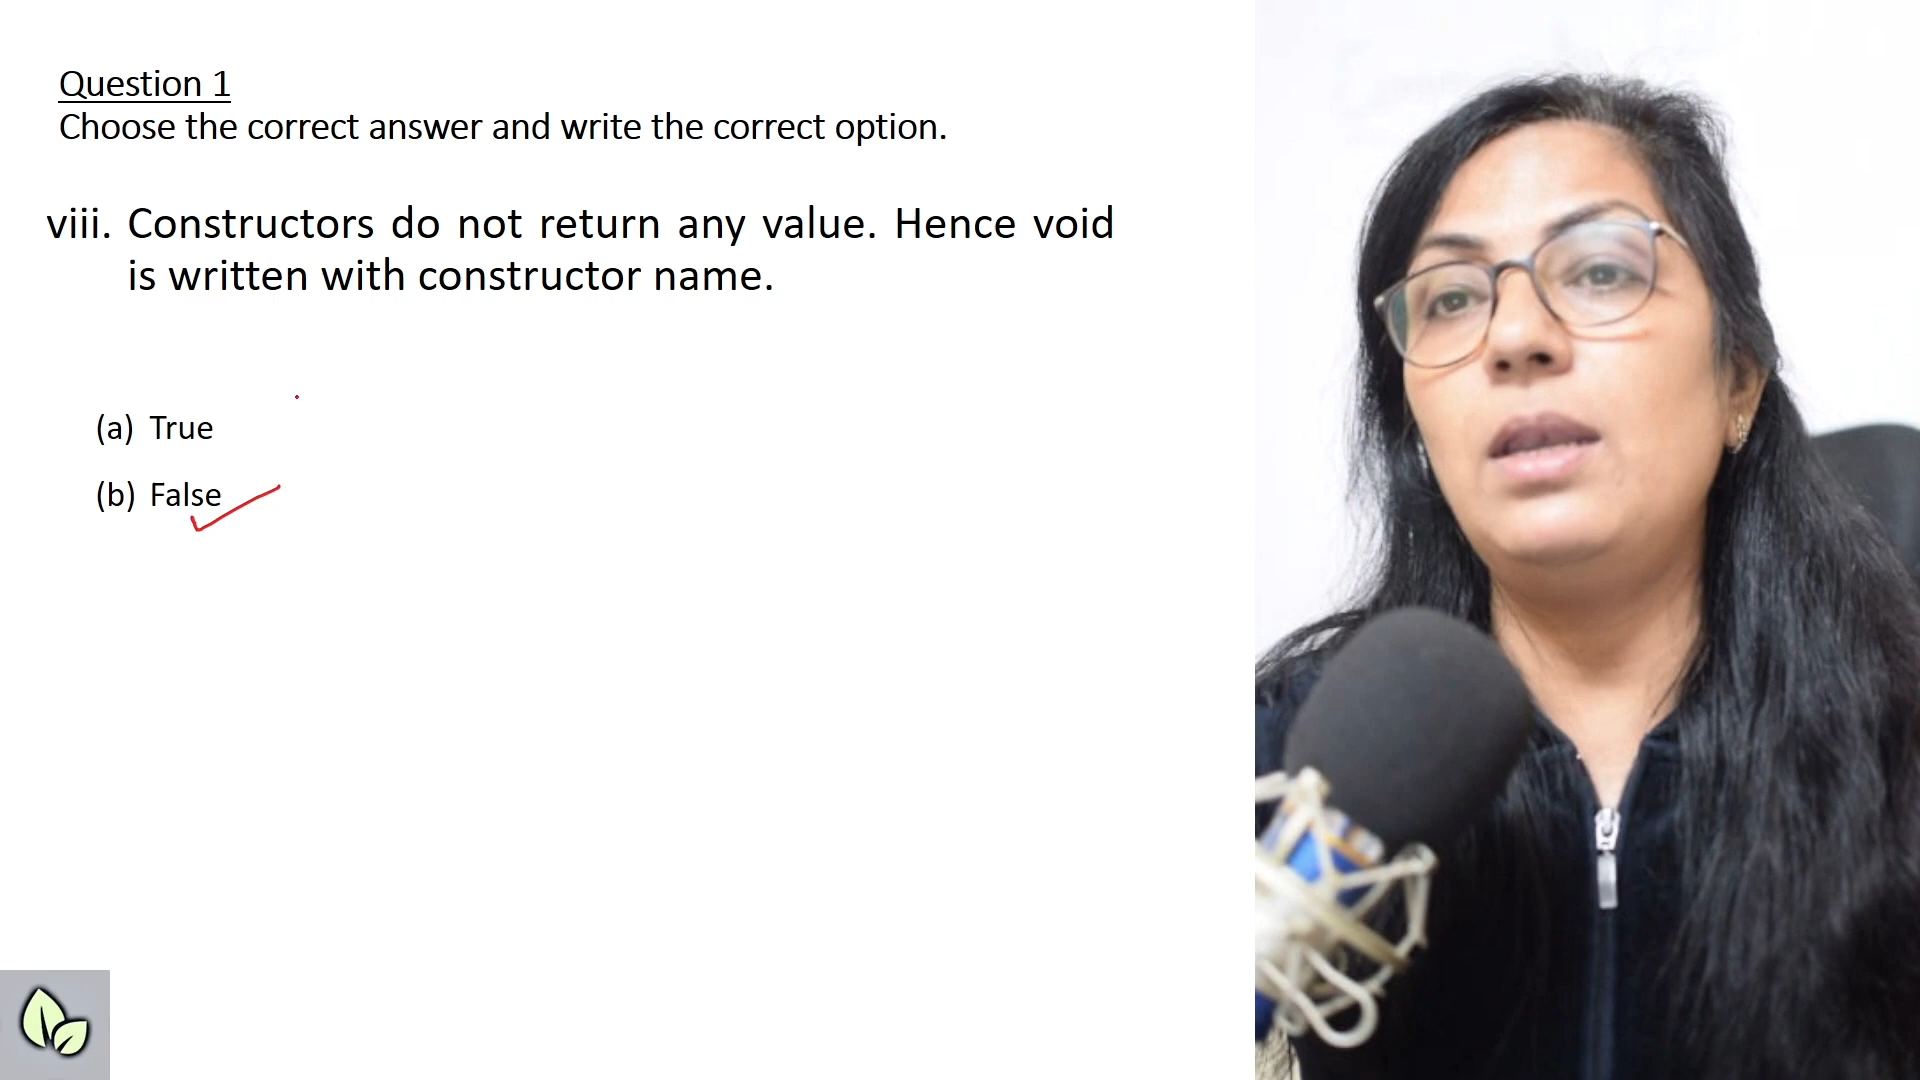 Question 1
Choose the correct answer and write the correct option.
viii. Constructors do not return any value. Hence void
is written with constructor name.
(a) True
(b) False